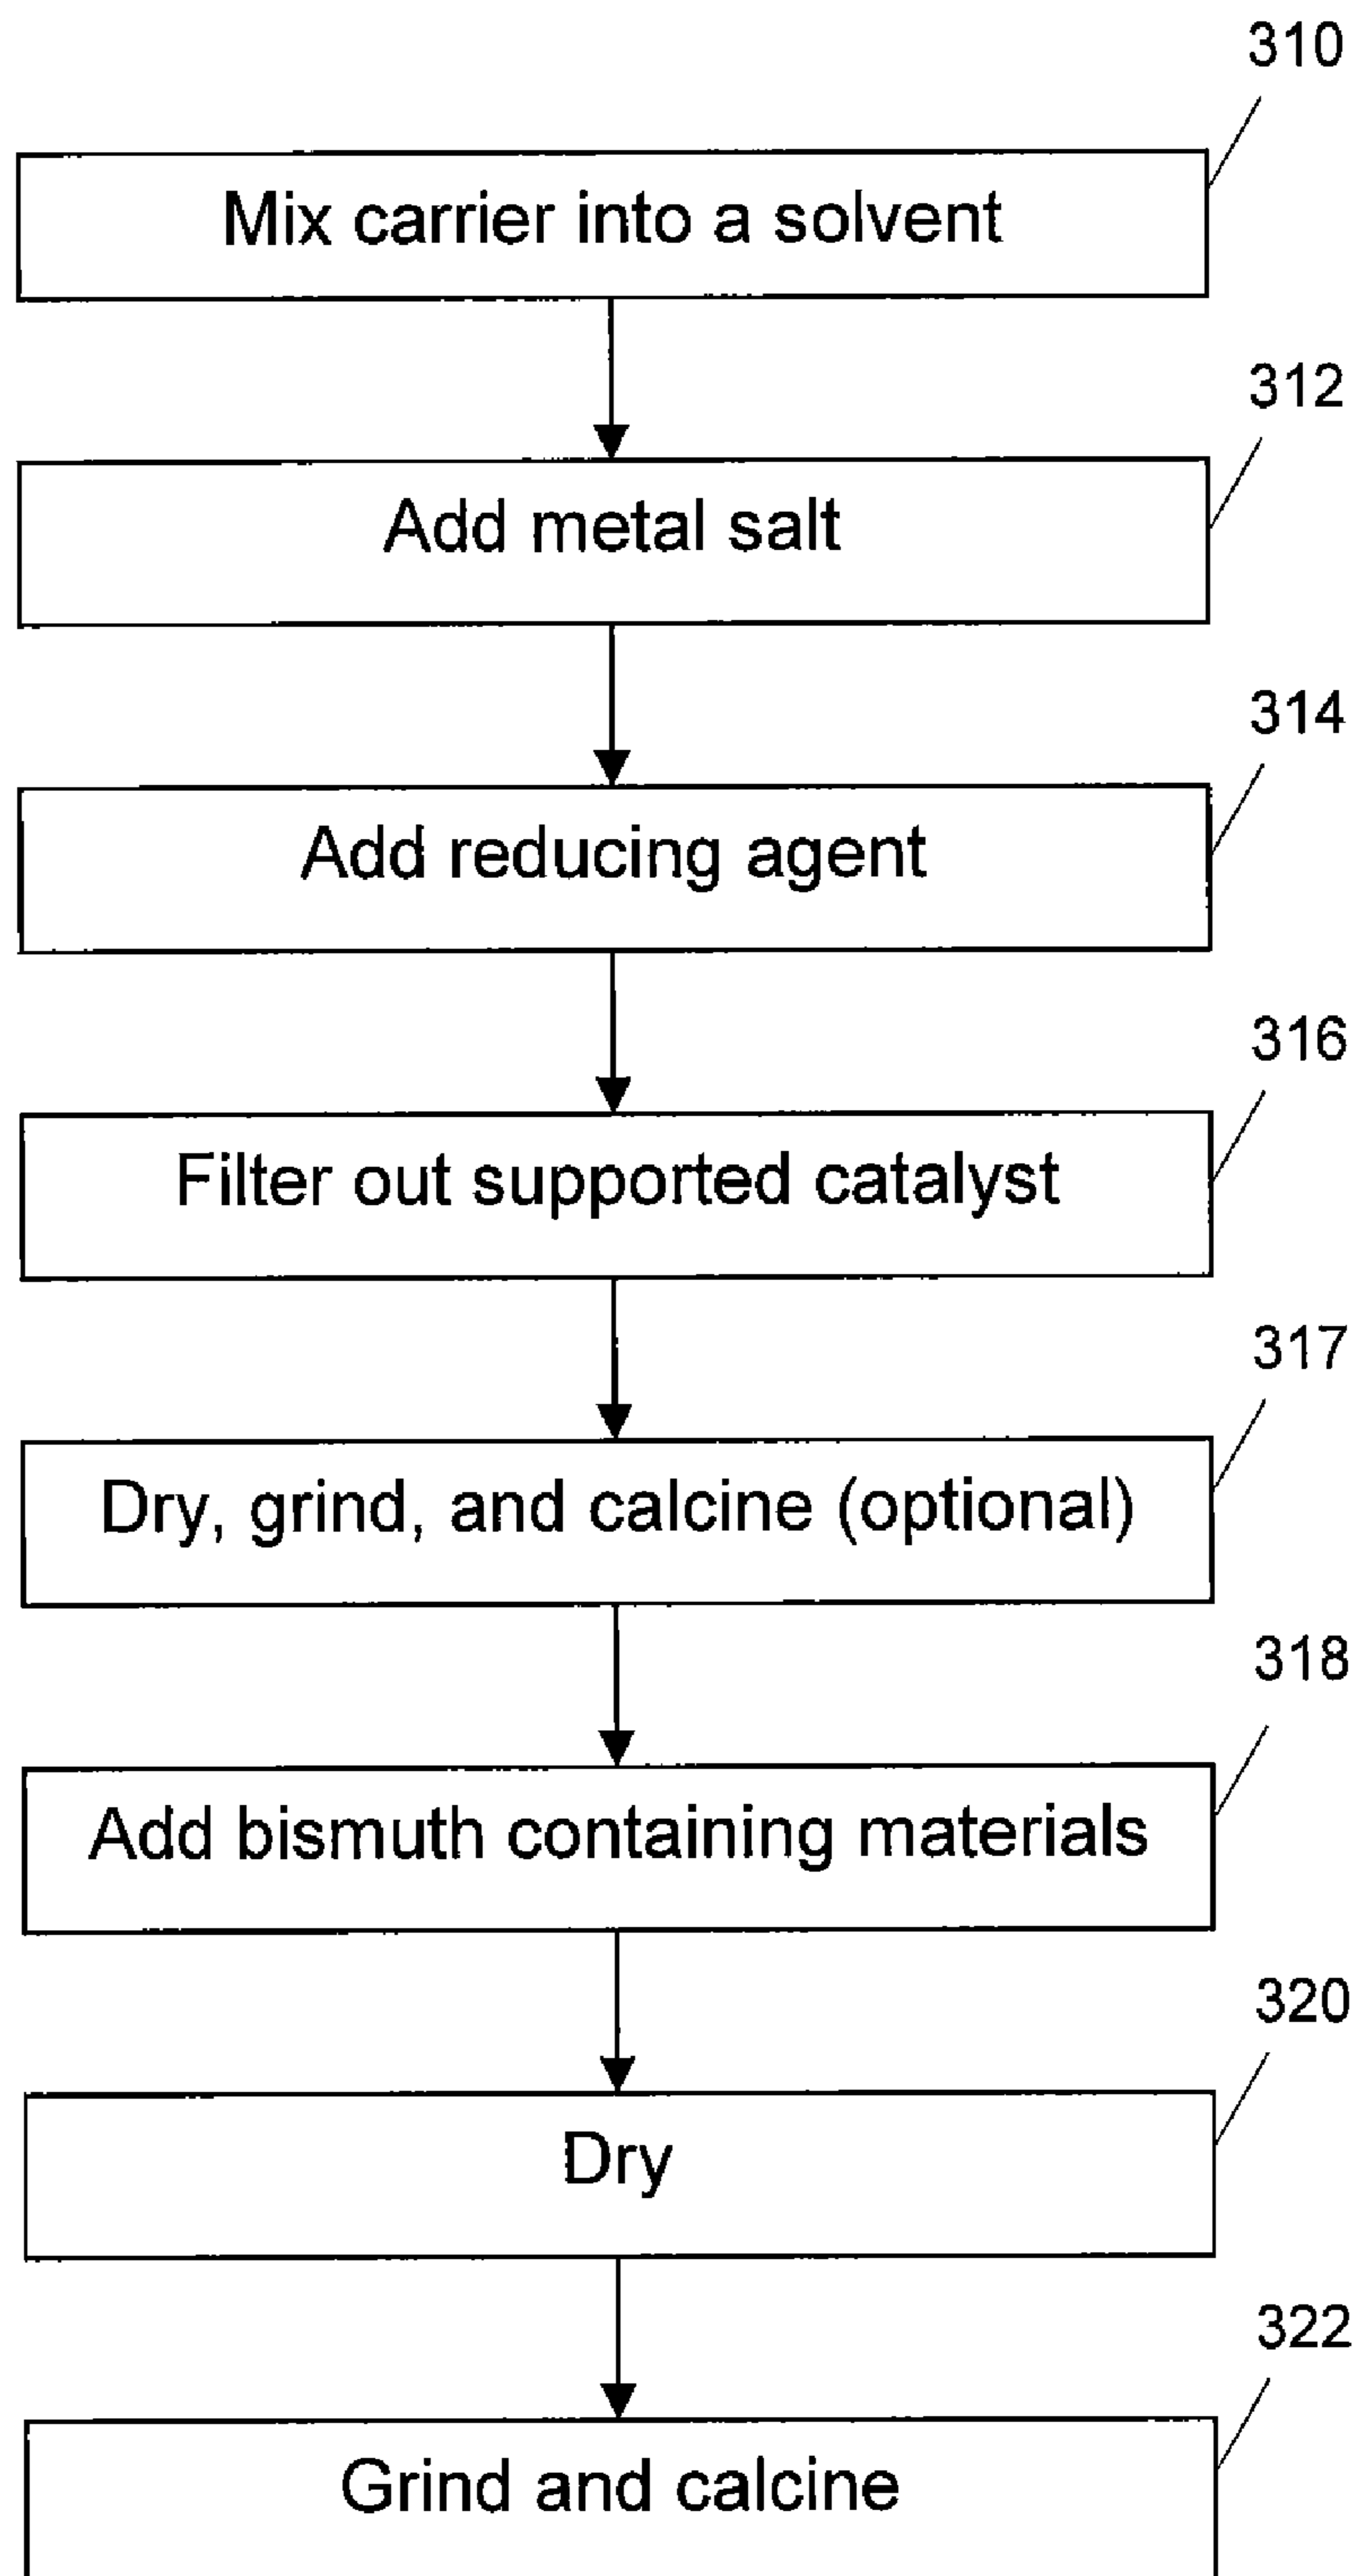 310
Mix carrier into a solvent
312
Add metal salt
314
Add reducing agent
316
Filter out supported catalyst
317
Dry, grind, and calcine (optional)
318
Add bismuth containing materials
320
Dry
322
Grind and calcine